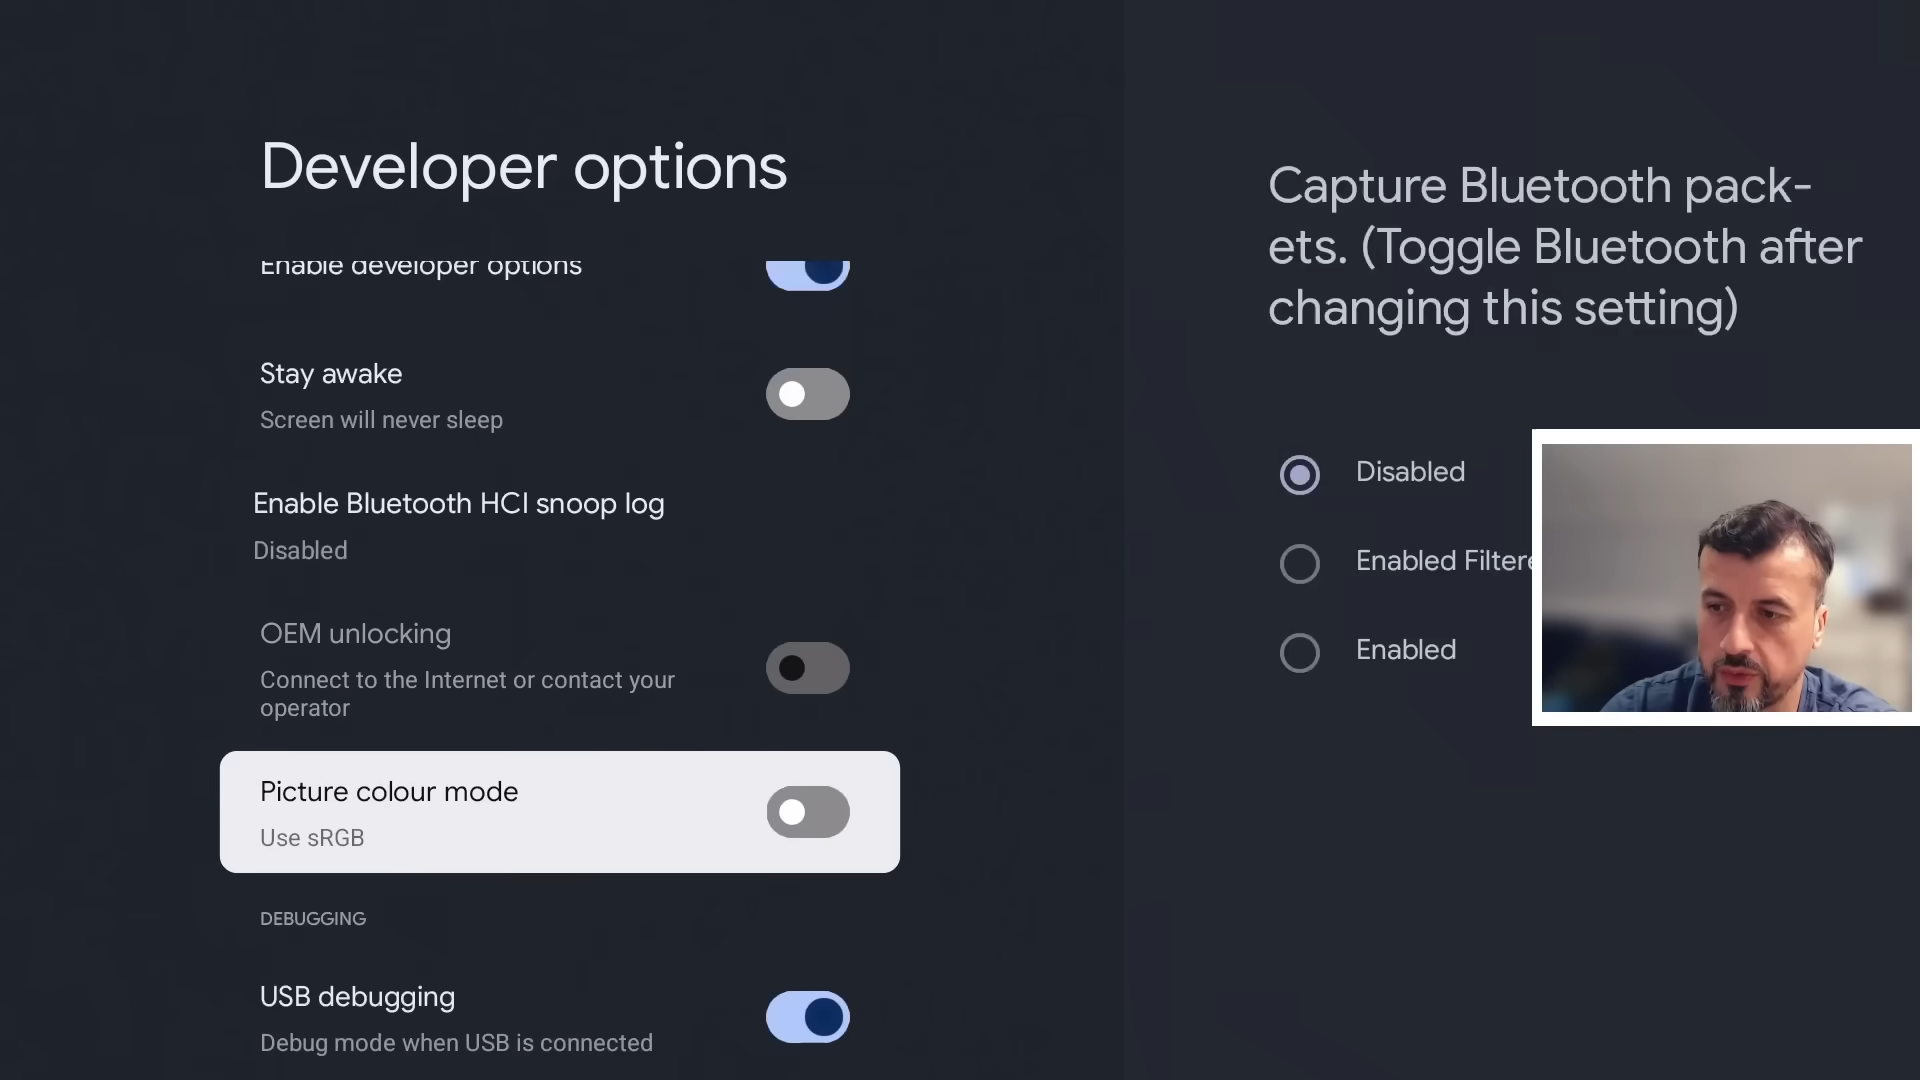 Developer options
Enable developer options
Stay awake
Screen will never sleep
Enable Bluetooth HCI snoop log
Disabled
OEM unlocking
Connect to the Internet or contact your
operator
Picture colour mode
Use sRGB
DEBUGGING
USB debugging
Debug mode when USB is connected
Capture Bluetooth pack-
ets. (Toggle Bluetooth after
changing this setting)
Disabled
Enabled
Enabled